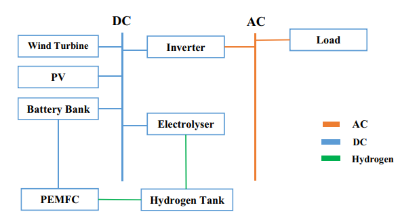 DC
AC
Wind Turbine
Inverter
Load
PV
Battery Bank
Electrolyser
AC
DC
Hydrogen
PEMFC
Hydrogen Tank